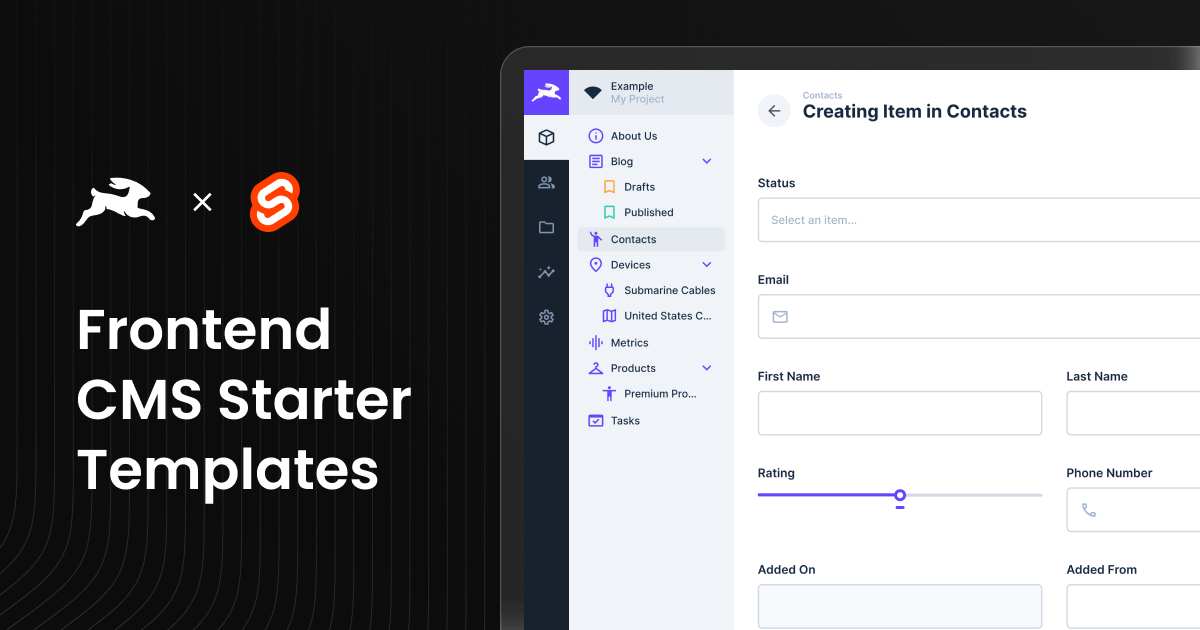 Frontend
CMS Starter
Templates
Example
My Project
About Us
Blog
Drafts
Published
Contacts
Devices
Submarine Cables
United States C...
Metrics
Products
Premium Pro...
Tasks
Contacts
Creating Item in Contacts
Status
Select an item...
Email
First Name
Last Name
Rating
Phone Number
Added On
Added From